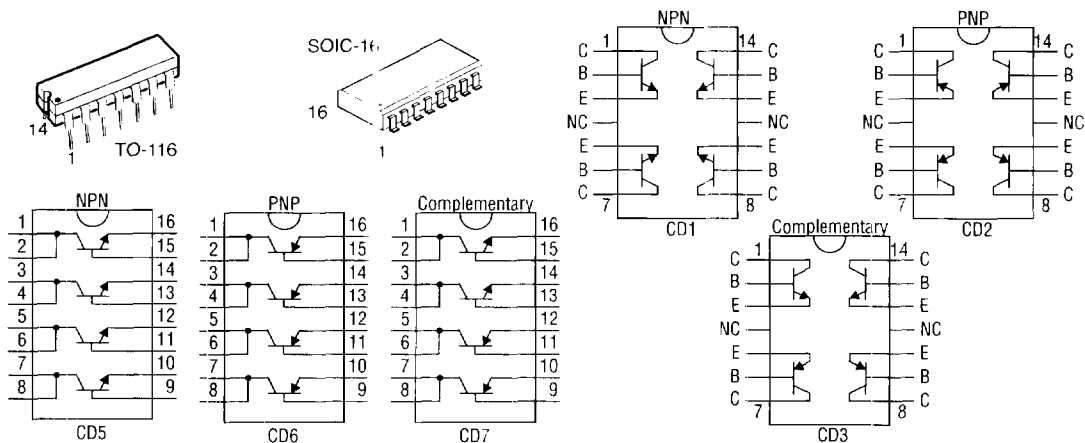 14
1
TO-116
SOIC-16
16
1
NPN
1 14
C C
B B
E E
NC NC
E E
B B
C C
7 8
CD1
PNP
1 14
C C
B B
E E
NC NC
E E
B B
C C
7 8
CD2
NPN
1 16
2 15
3 14
4 13
5 12
6 11
7 10
8 9
CD5
PNP
1 16
2 15
3 14
4 13
5 12
6 11
7 10
8 9
CD6
Complementary
1 16
2 15
3 14
4 13
5 12
6 11
7 10
8 9
CD7
Complementary
1 14
C C
B B
E E
NC NC
E E
B B
C C
7 8
CD3